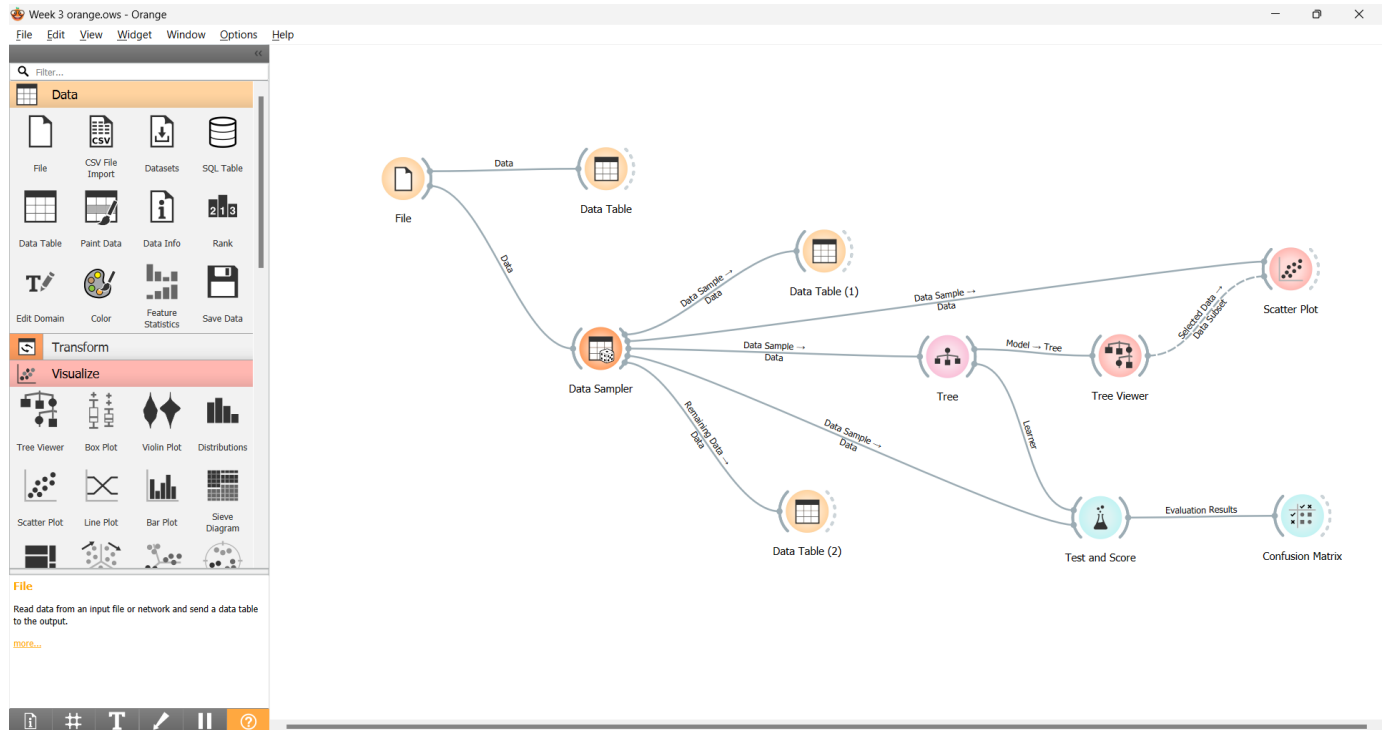 Week 3 orange.ows - Orange
File Edit View Widget Window Options Help
Filter...
Data
File
CSV File
Import
Datasets
SQL Table
Data Table
Paint Data
Data Info
Rank
Edit Domain
Color
Feature
Statistics
Save Data
Transform
Visualize
Tree Viewer
Box Plot
Violin Plot
Distributions
Scatter Plot
Line Plot
Bar Plot
Sieve
Diagram
File
Read data from an input file or network and send a data table
to the output.
more...
File
Data
Data Table
Data
Data Sampler
Data Sample →
Data
Data Table (1)
Data Sample →
Data
Scatter Plot
Data Sample →
Data
Tree
Model → Tree
Tree Viewer
Selected Data →
Data Subset
Learner
Data Sample →
Data
Remaining Data →
Data
Data Table (2)
Test and Score
Evaluation Results
Confusion Matrix